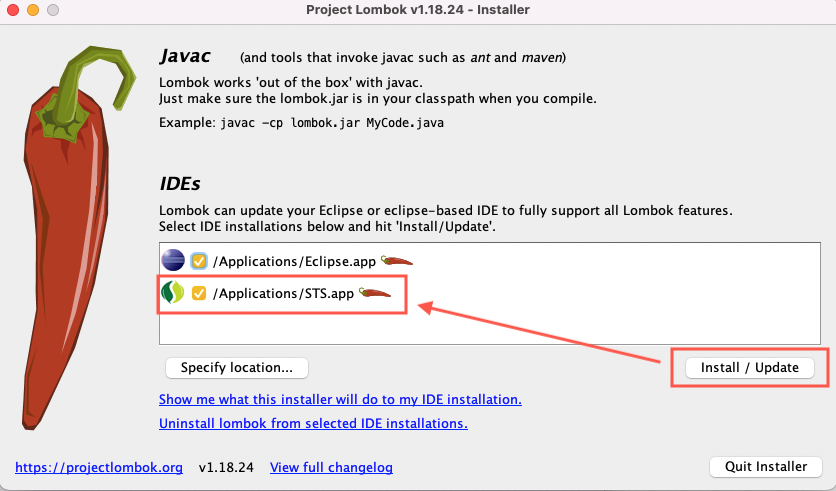 Project Lombok v1.18.24 - Installer
Javac (and tools that invoke javac such as ant and maven)
Lombok works 'out of the box' with javac.
Just make sure the lombok.jar is in your classpath when you compile.
Example: javac -cp lombok.jar MyCode.java
IDEs
Lombok can update your Eclipse or eclipse-based IDE to fully support all Lombok features.
Select IDE installations below and hit 'Install/Update'.
/Applications/Eclipse.app
/Applications/STS.app
Specify location... Install / Update
Show me what this installer will do to my IDE installation.
Uninstall lombok from selected IDE installations.
https://projectlombok.org v1.18.24 View full changelog Quit Installer